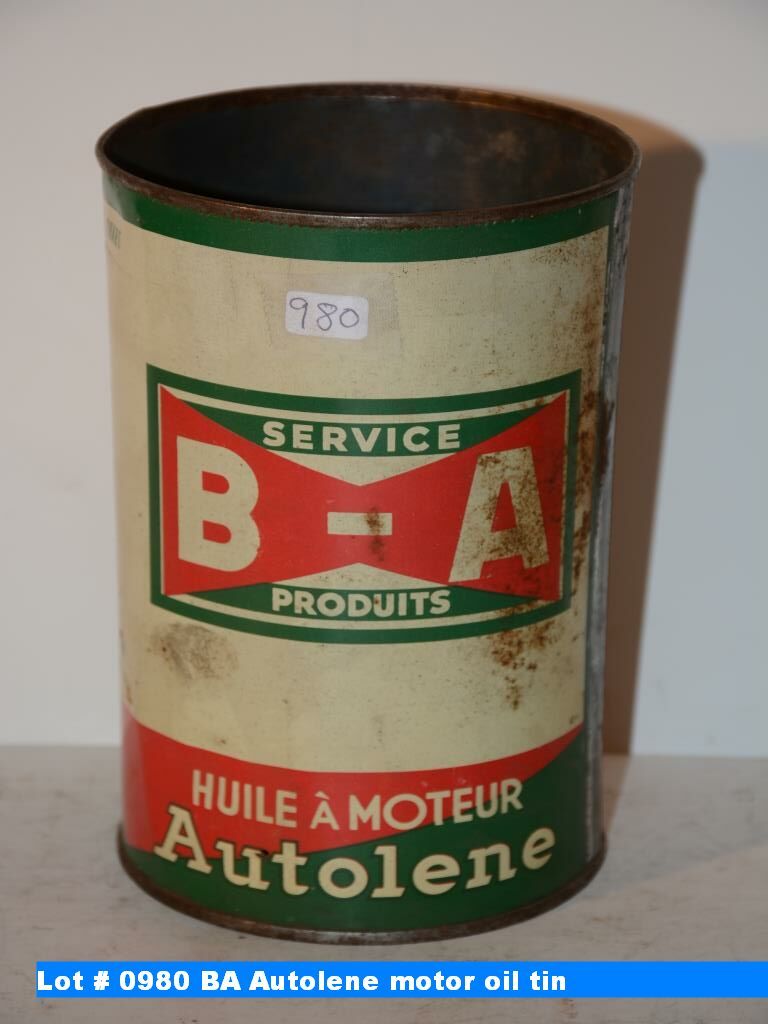 980
SERVICE
B-A
PRODUITS
HUILE À MOTEUR
Autolene
Lot # 0980 BA Autolene motor oil tin